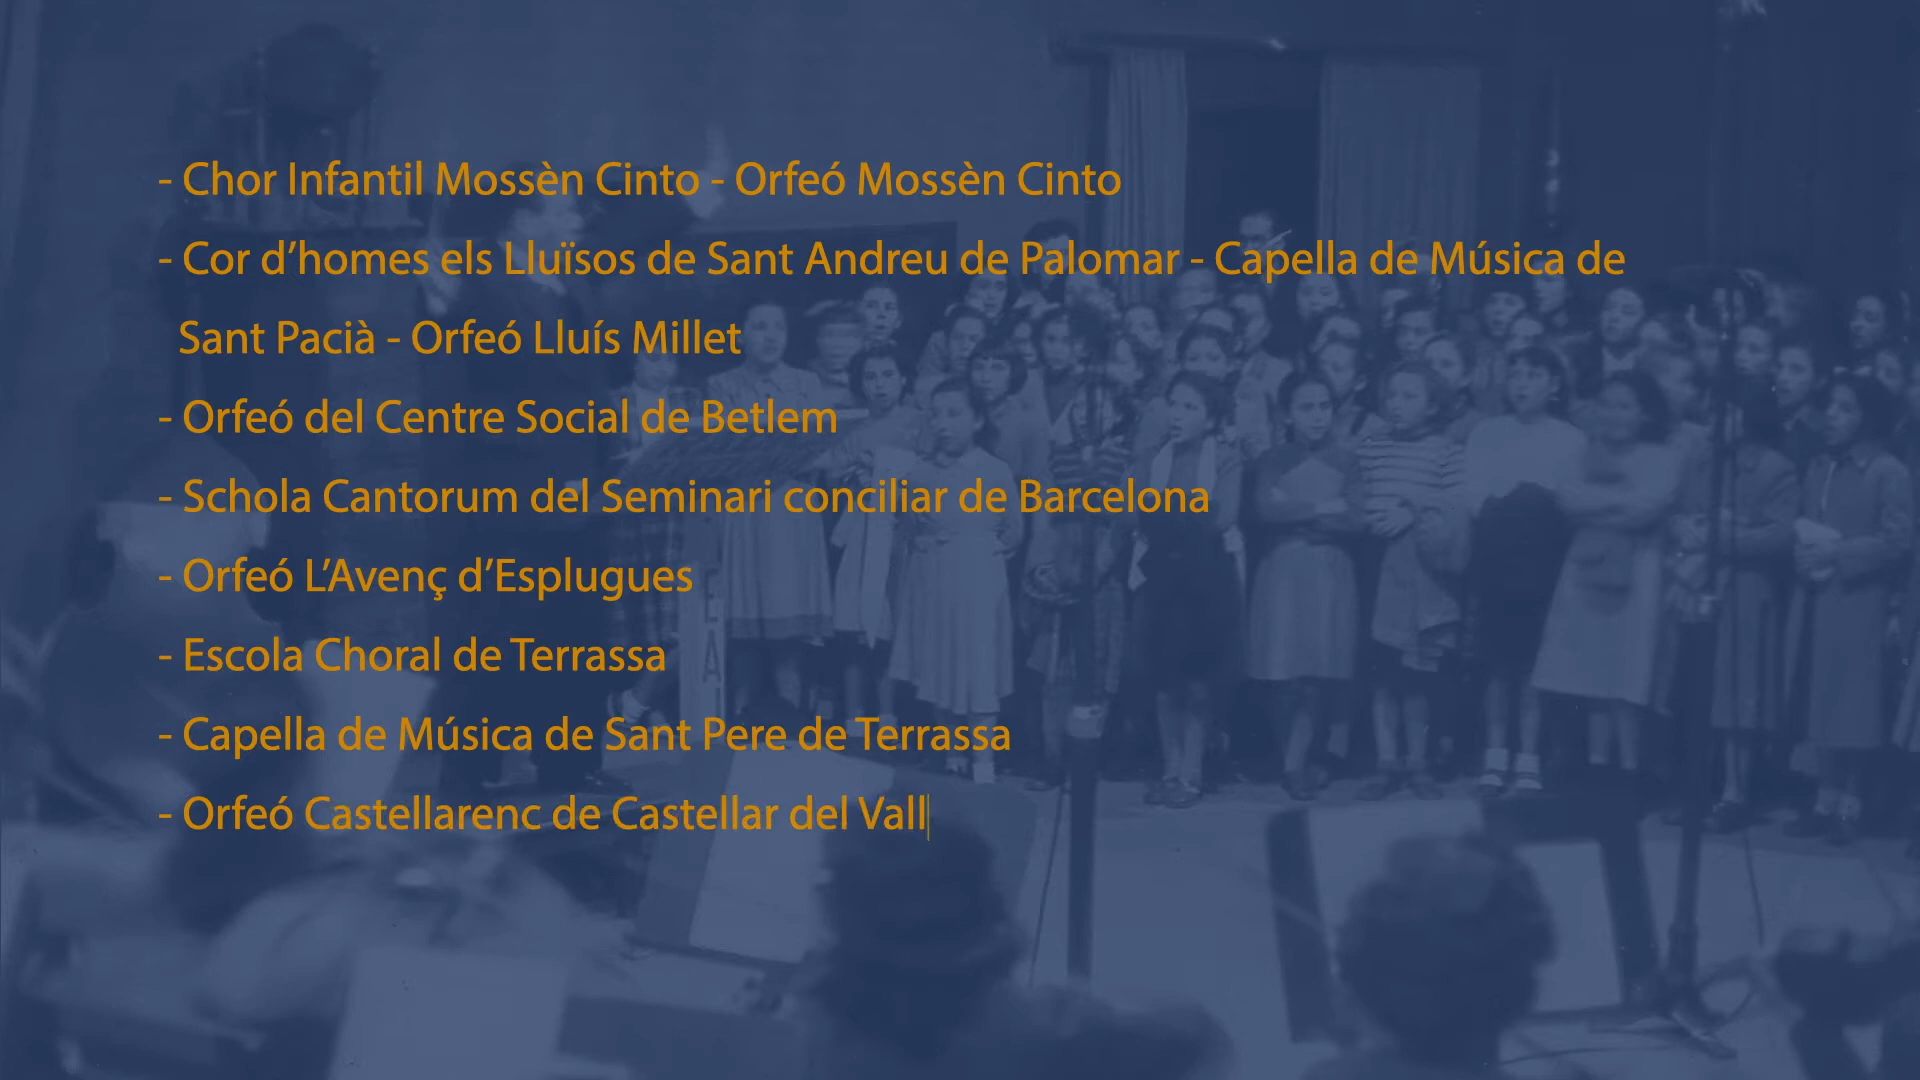 - Chor Infantil Mossèn Cinto - Orfeó Mossèn Cinto
- Cor d’homes els Lluïsos de Sant Andreu de Palomar - Capella de Música de
Sant Pacià - Orfeó Lluís Millet
- Orfeó del Centre Social de Betlem
- Schola Cantorum del Seminari conciliar de Barcelona
- Orfeó L’Avenç d’Esplugues
- Escola Choral de Terrassa
- Capella de Música de Sant Pere de Terrassa
- Orfeó Castellarenc de Castellar del Vall